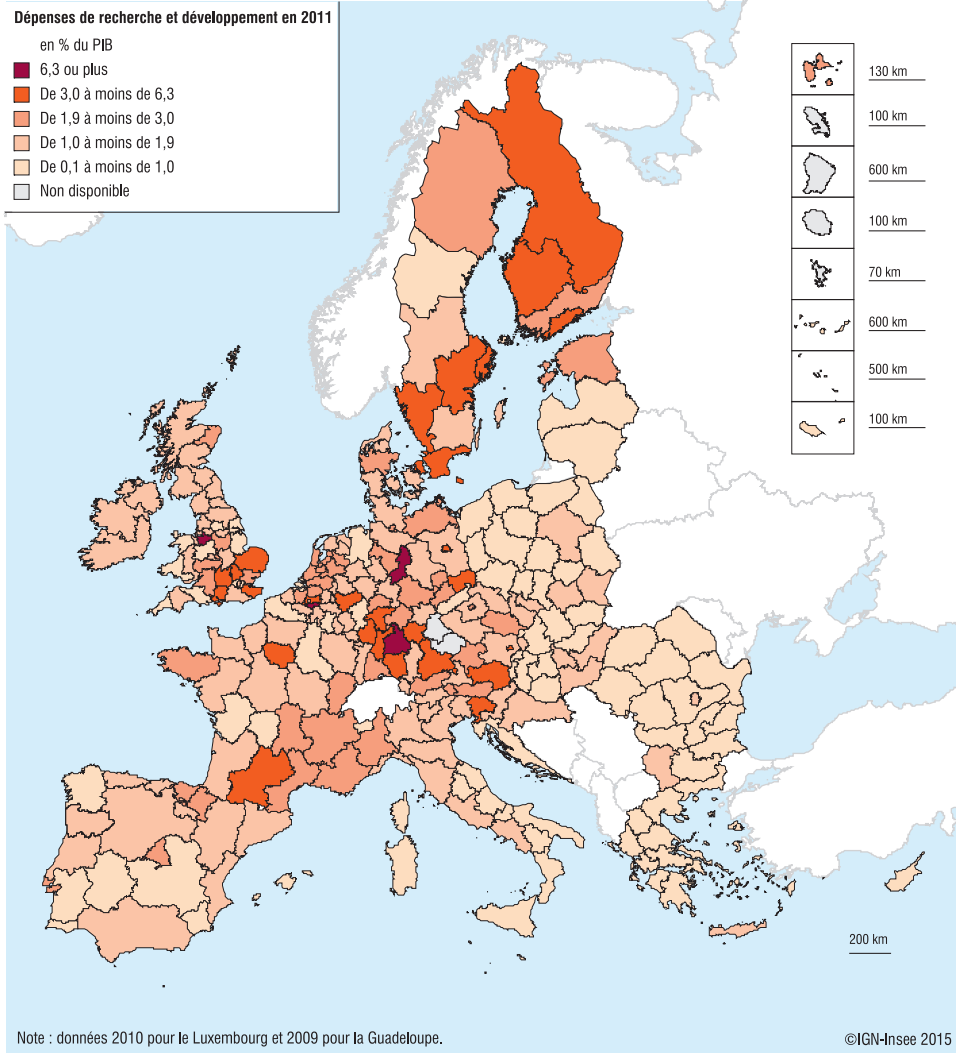 Dépenses de recherche et développement en 2011
en % du PIB
6,3 ou plus
De 3,0 à moins de 6,3
De 1,9 à moins de 3,0
De 1,0 à moins de 1,9
De 0,1 à moins de 1,0
Non disponible
130 km
100 km
600 km
100 km
70 km
600 km
500 km
100 km
200 km
Note : données 2010 pour le Luxembourg et 2009 pour la Guadeloupe.
©IGN-Insee 2015